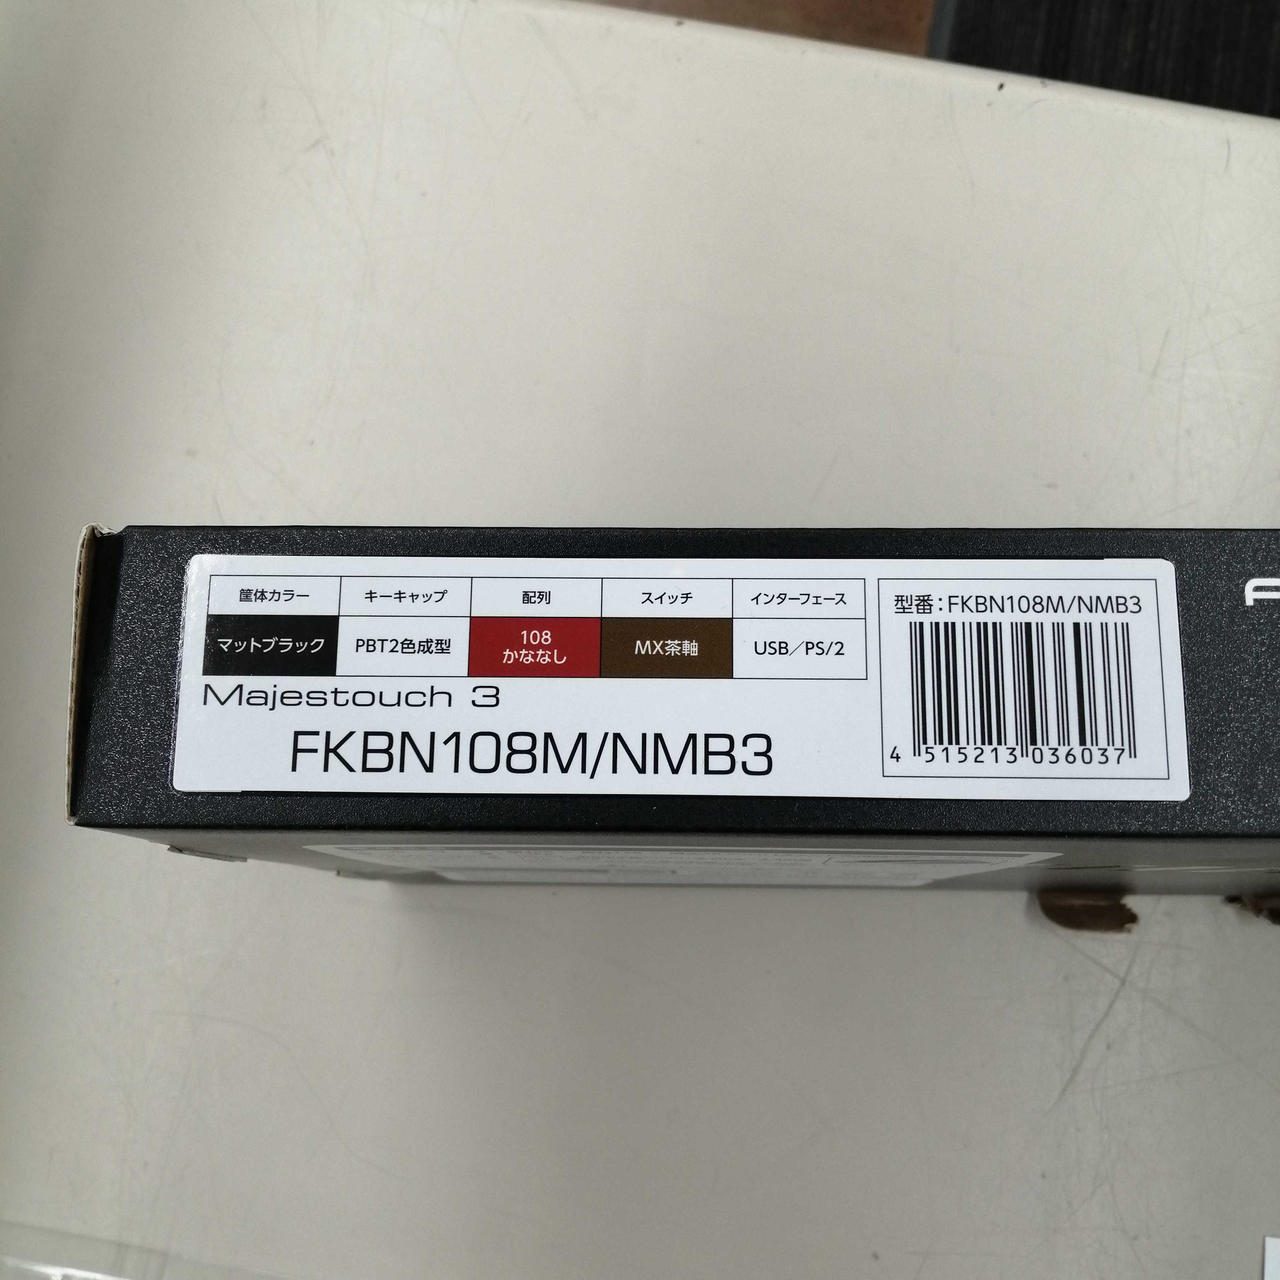 筐体カラー キーキャップ 配列 スイッチ インターフェース
マットブラック PBT2色成型 108 かななし MX茶軸 USB／PS/2
Majestouch 3
FKBN108M/NMB3
型番：FKBN108M/NMB3
4 515213 036037